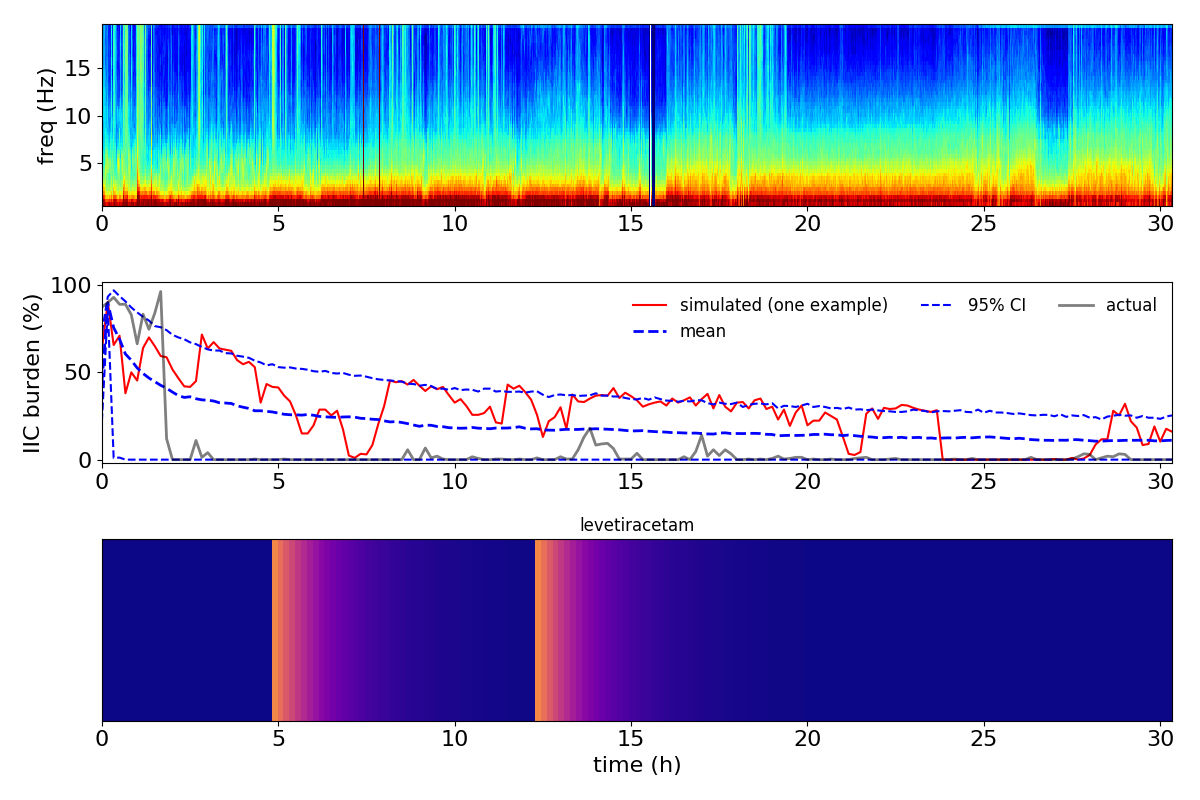 freq (Hz)
15
10
5
0 5 10 15 20 25 30
IIC burden (%)
100
50
0
simulated (one example)
mean
95% CI
actual
0 5 10 15 20 25 30
levetiracetam
0 5 10 15 20 25 30
time (h)